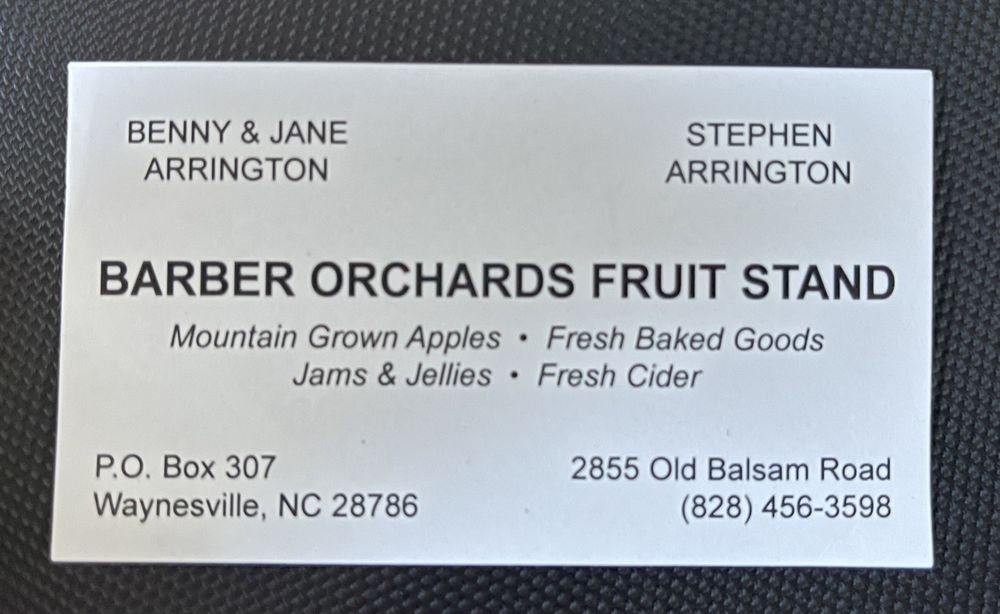 BENNY & JANE
ARRINGTON
STEPHEN
ARRINGTON
BARBER ORCHARDS FRUIT STAND
Mountain Grown Apples • Fresh Baked Goods
Jams & Jellies • Fresh Cider
P.O. Box 307
Waynesville, NC 28786
2855 Old Balsam Road
(828) 456-3598